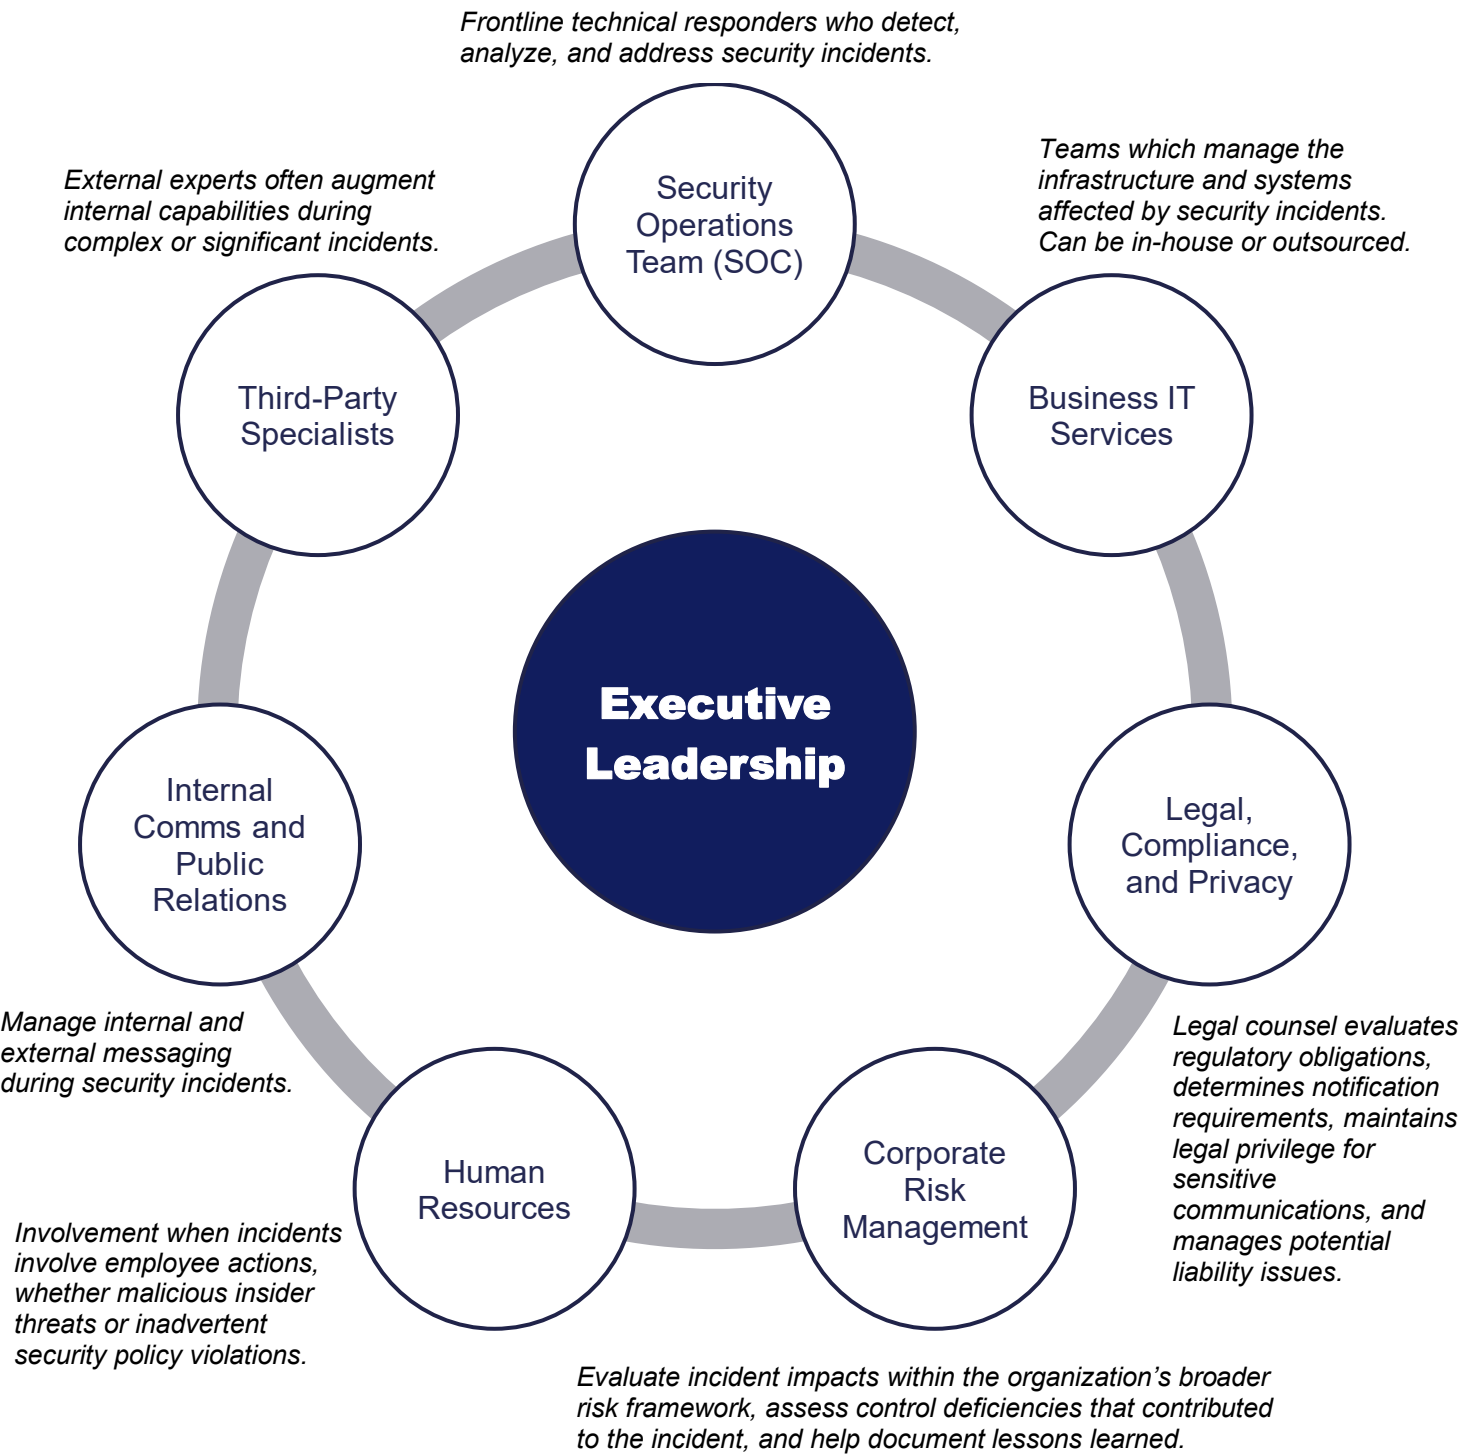 Frontline technical responders who detect,
analyze, and address security incidents.
Security
Operations
Team (SOC)
Teams which manage the
infrastructure and systems
affected by security incidents.
Can be in-house or outsourced.
Business IT
Services
External experts often augment
internal capabilities during
complex or significant incidents.
Third-Party
Specialists
Executive
Leadership
Legal,
Compliance,
and Privacy
Legal counsel evaluates
regulatory obligations,
determines notification
requirements, maintains
legal privilege for
sensitive
communications, and
manages potential
liability issues.
Internal
Comms and
Public
Relations
Manage internal and
external messaging
during security incidents.
Human
Resources
Involvement when incidents
involve employee actions,
whether malicious insider
threats or inadvertent
security policy violations.
Corporate
Risk
Management
Evaluate incident impacts within the organization’s broader
risk framework, assess control deficiencies that contributed
to the incident, and help document lessons learned.